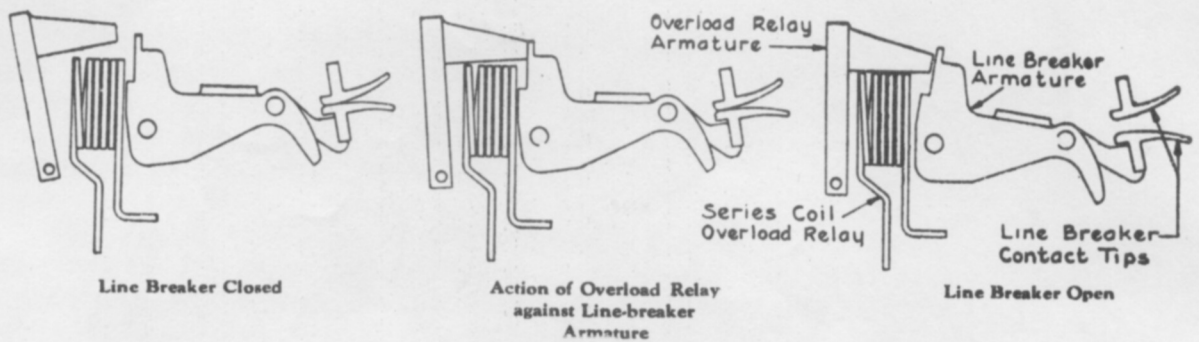 Overload Relay
Armature
Line Breaker
Armature
Series Coil
Overload Relay
Line Breaker
Contact Tips
Line Breaker Closed
Action of Overload Relay
against Line-breaker
Armature
Line Breaker Open